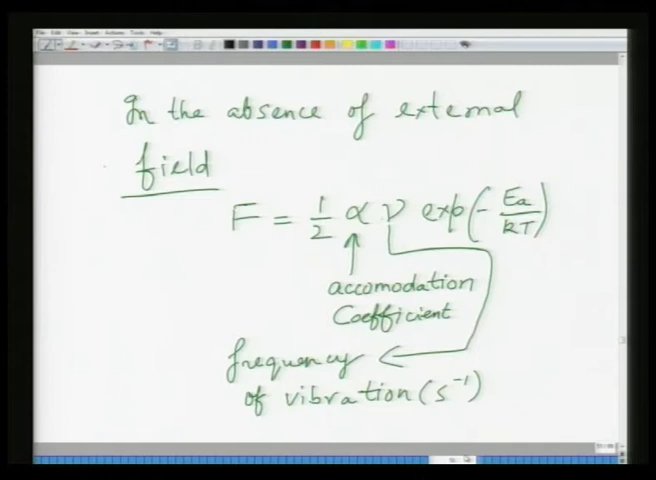 In the absence of external
field
F = 1/2 α ν exp(- Ea/kT)
accomodation
Coefficient
frequency
of vibration (s⁻¹)